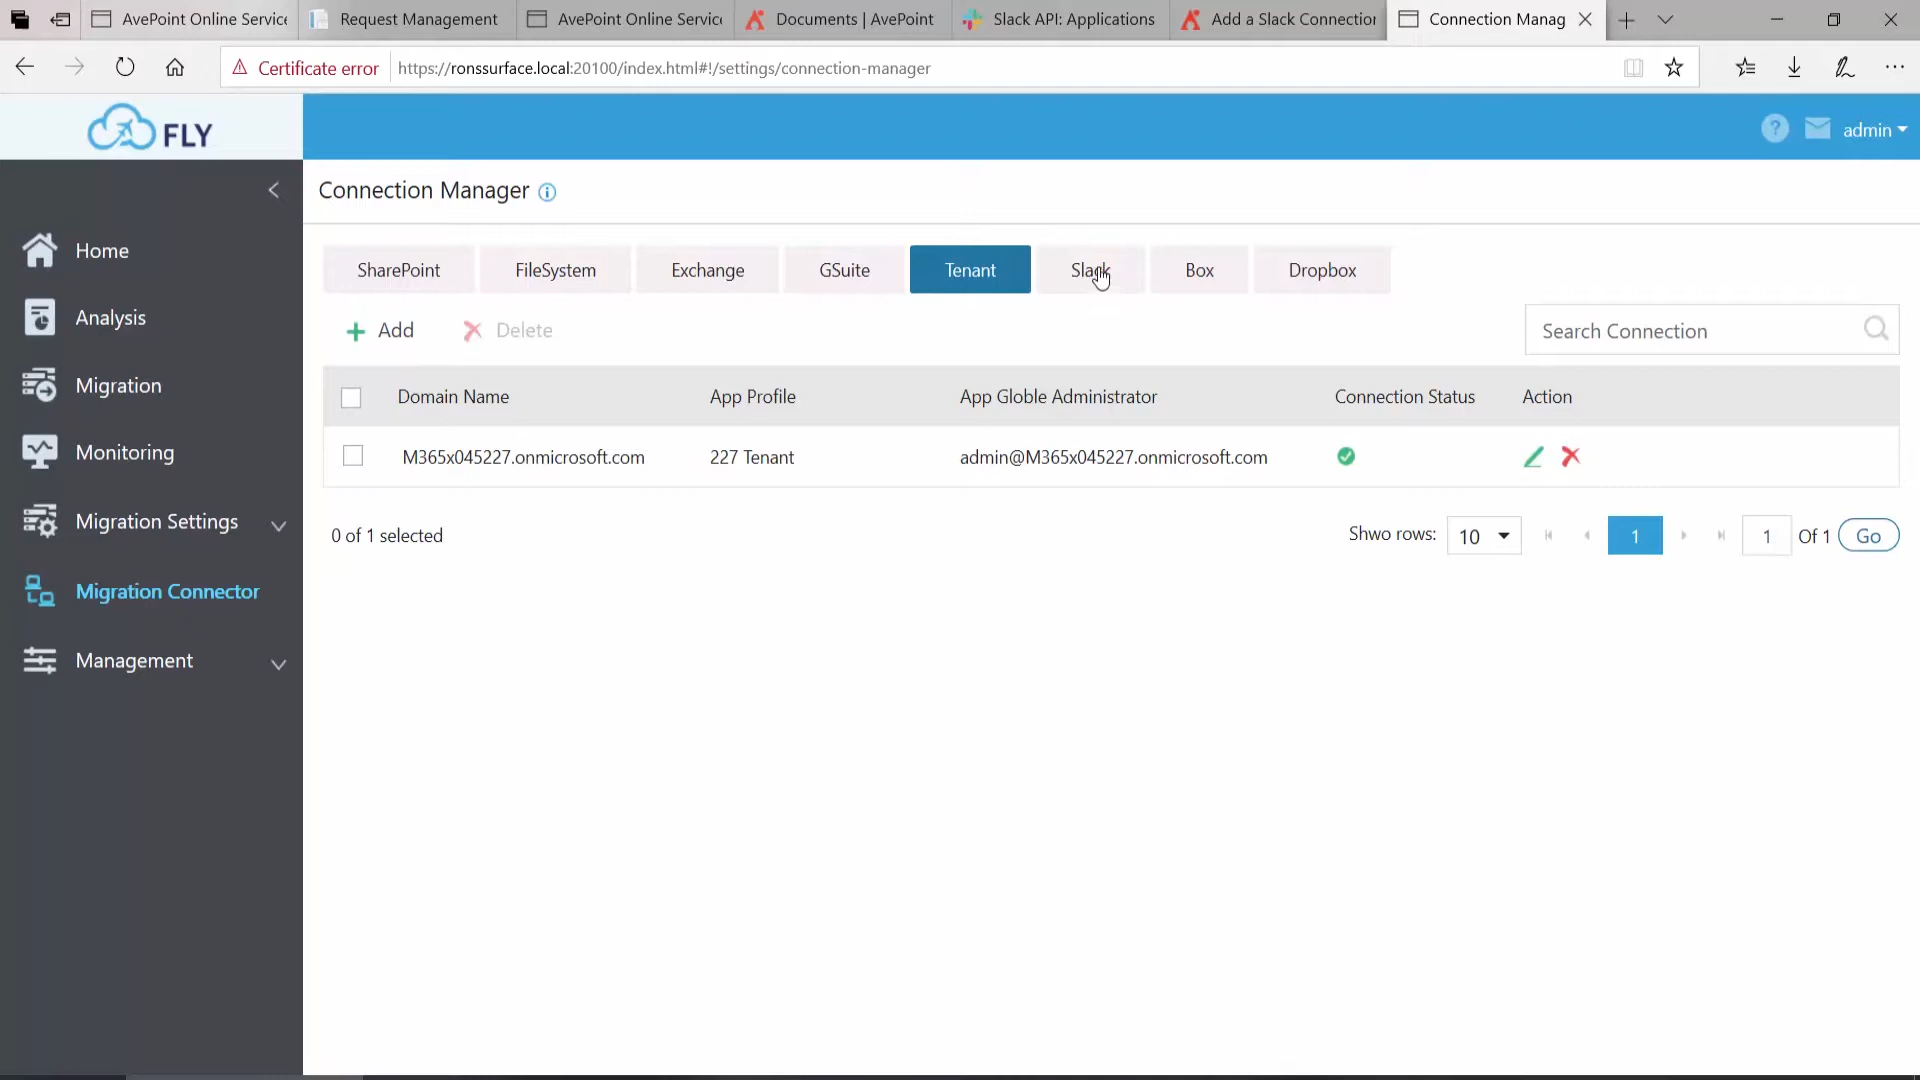 AvePoint Online Service
Request Management
AvePoint Online Servic
Documents | AvePoint
Slack API: Applications
Add a Slack Connection
Connection Manag
Certificate error
https://ronssurface.local:20100/index.html#!/settings/connection-manager
FLY
? admin
Connection Manager
Home
Analysis
Migration
Monitoring
Migration Settings
Migration Connector
Management
SharePoint FileSystem Exchange GSuite Tenant Slack Box Dropbox
+ Add Delete
Search Connection
Domain Name App Profile App Globle Administrator Connection Status Action
M365x045227.onmicrosoft.com 227 Tenant admin@M365x045227.onmicrosoft.com
0 of 1 selected
Shwo rows: 10 1 1 Of 1 Go